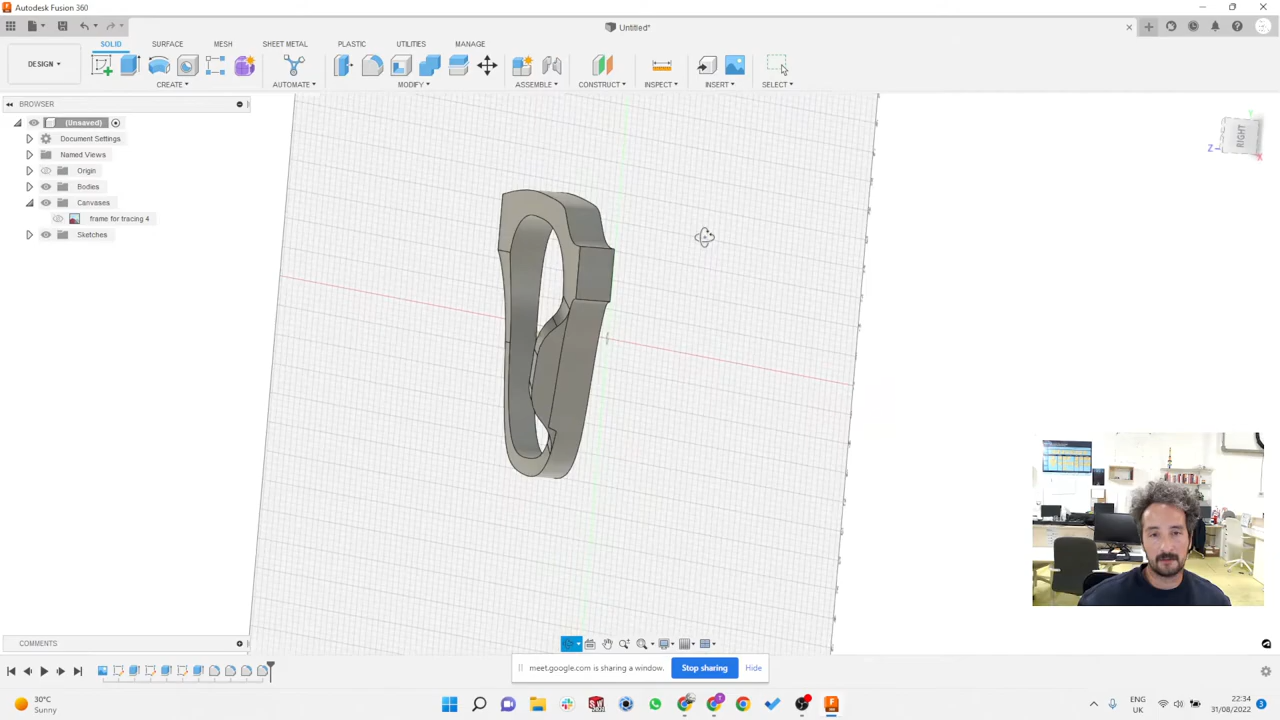 Autodesk Fusion 360
Untitled*
DESIGN
SOLID
SURFACE
MESH
SHEET METAL
PLASTIC
UTILITIES
MANAGE
CREATE
AUTOMATE
MODIFY
ASSEMBLE
CONSTRUCT
INSPECT
INSERT
SELECT
BROWSER
(Unsaved)
Document Settings
Named Views
Origin
Bodies
Canvases
frame for tracing 4
Sketches
RIGHT
Z
X
Y
COMMENTS
meet.google.com is sharing a window.
Stop sharing
Hide
30°C
Sunny
ENG
UK
22:34
31/08/2022
3